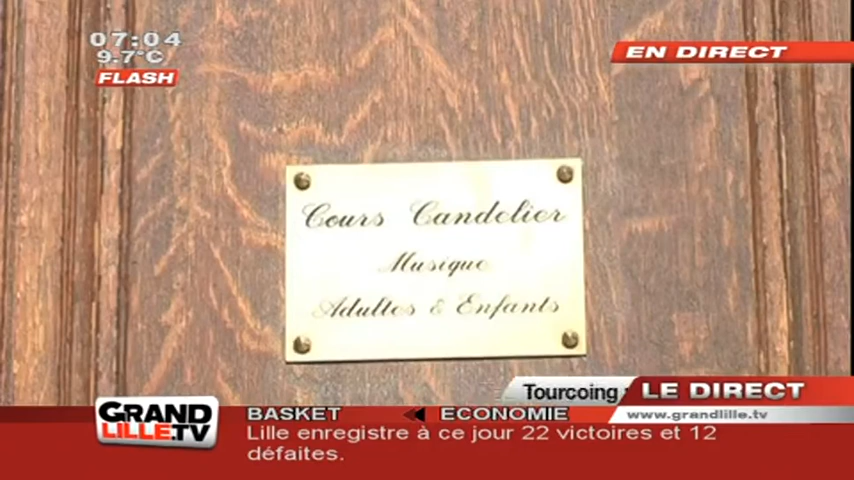 07:04
9.7°C
FLASH
EN DIRECT
Cours Candelier
Musique
Adultes & Enfants
Tourcoing :
LE DIRECT
www.grandlille.tv
GRAND
LILLE.TV
BASKET
ECONOMIE
Lille enregistre à ce jour 22 victoires et 12
défaites.